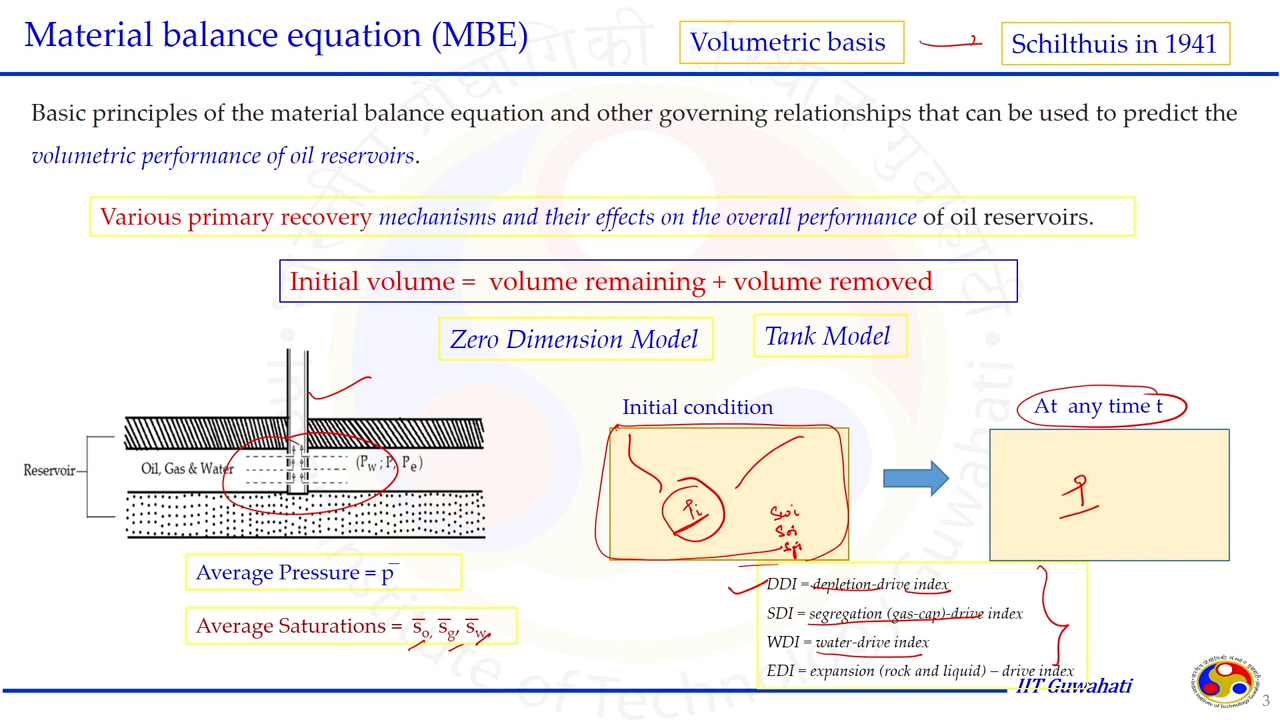 Material balance equation (MBE)
Volumetric basis
Schilthuis in 1941
Basic principles of the material balance equation and other governing relationships that can be used to predict the
volumetric performance of oil reservoirs.
Various primary recovery mechanisms and their effects on the overall performance of oil reservoirs.
Initial volume = volume remaining + volume removed
Zero Dimension Model
Tank Model
Initial condition
At any time t
Reservoir
Oil, Gas & Water
(Pw ; P, Pe)
pi
Swi
Soi
Sgi
p
Average Pressure = p̅
Average Saturations = s̅o, s̅g, s̅w,
DDI = depletion-drive index
SDI = segregation (gas-cap)-drive index
WDI = water-drive index
EDI = expansion (rock and liquid) – drive index
IIT Guwahati
3